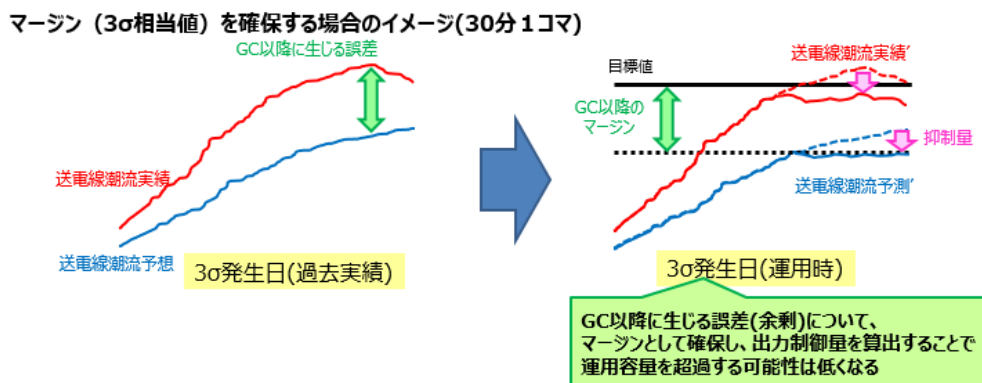 マージン（3σ相当値）を確保する場合のイメージ(30分１コマ)
GC以降に生じる誤差
送電線潮流実績
送電線潮流予想
3σ発生日(過去実績)
目標値
送電線潮流実績′
GC以降の
マージン
抑制量
送電線潮流予測′
3σ発生日(運用時)
GC以降に生じる誤差(余剰)について、
マージンとして確保し、出力制御量を算出することで
運用容量を超過する可能性は低くなる